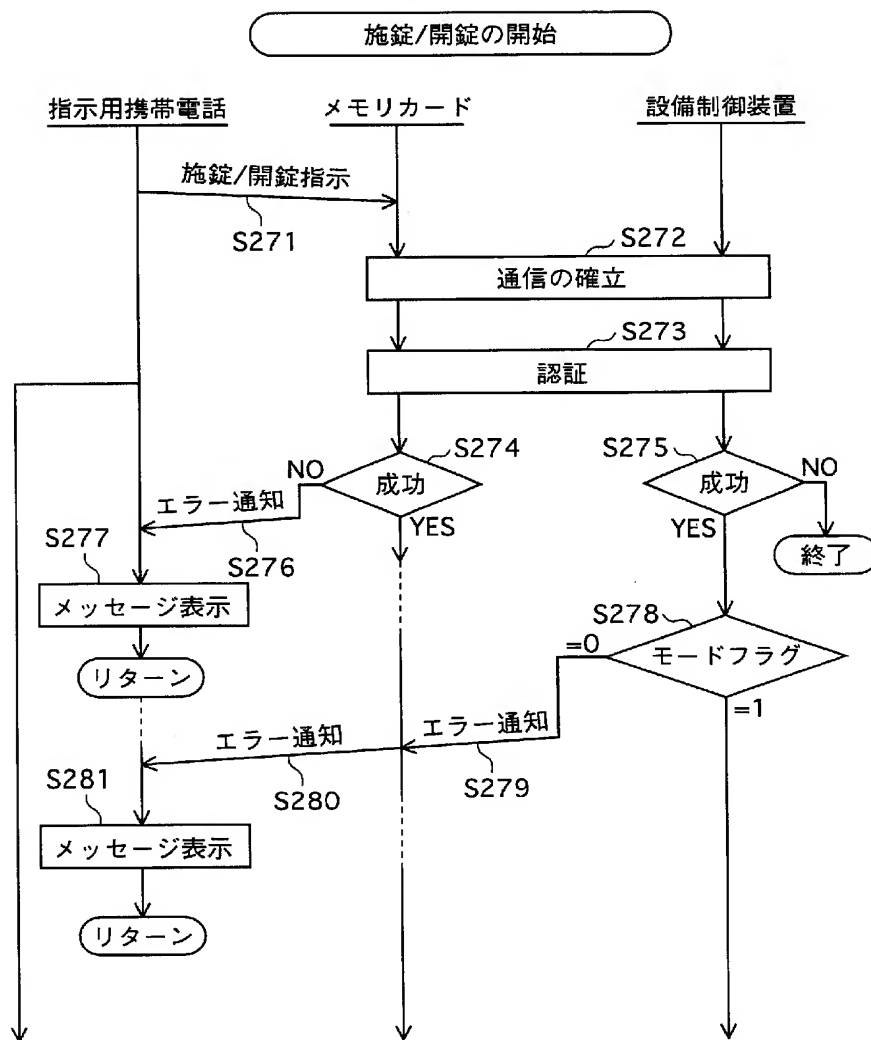 施錠/開錠の開始
指示用携帯電話
メモリカード
設備制御装置
施錠/開錠指示
S271
S272
通信の確立
S273
認証
S274
成功
NO
YES
S275
成功
NO
YES
終了
エラー通知
S276
S277
メッセージ表示
リターン
S278
モードフラグ
=0
=1
エラー通知
S279
エラー通知
S280
S281
メッセージ表示
リターン